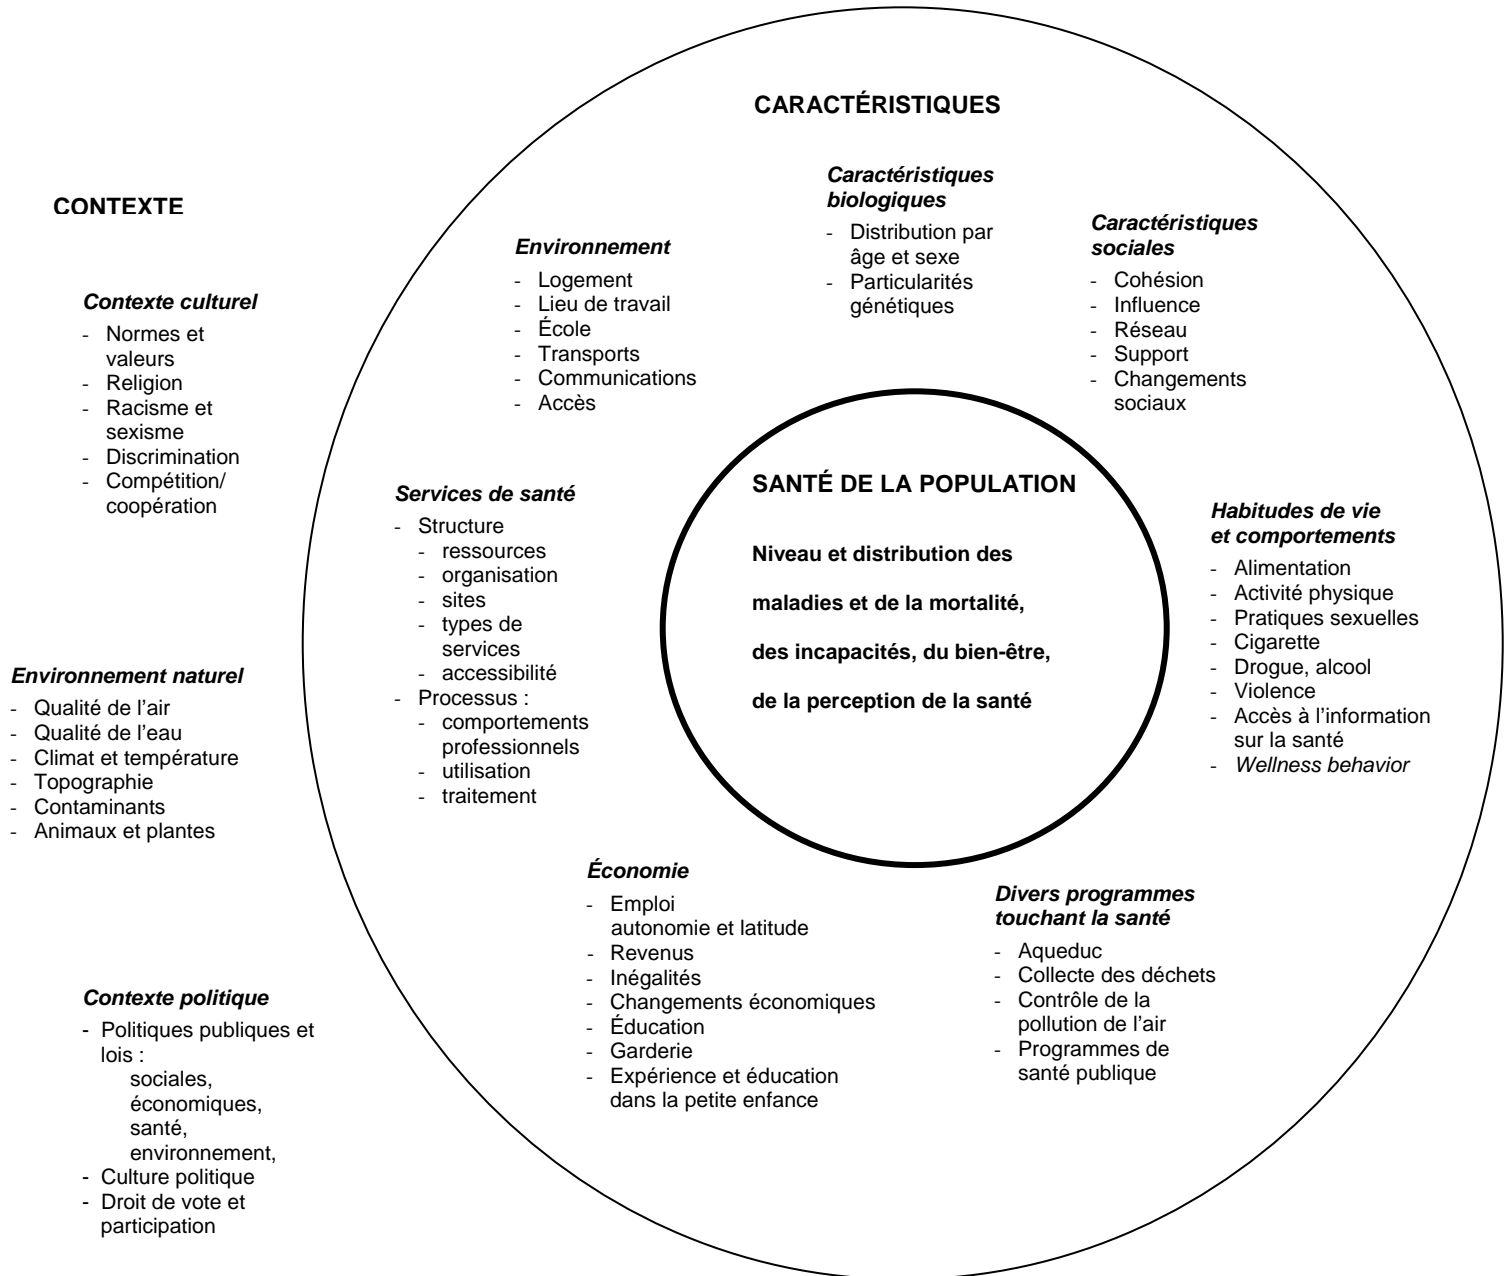 CARACTÉRISTIQUES
CONTEXTE
Contexte culturel
- Normes et
valeurs
- Religion
- Racisme et
sexisme
- Discrimination
- Compétition/
coopération
Environnement naturel
- Qualité de l’air
- Qualité de l’eau
- Climat et température
- Topographie
- Contaminants
- Animaux et plantes
Contexte politique
- Politiques publiques et
lois :
sociales,
économiques,
santé,
environnement,
- Culture politique
- Droit de vote et
participation
Environnement
- Logement
- Lieu de travail
- École
- Transports
- Communications
- Accès
Caractéristiques
biologiques
- Distribution par
âge et sexe
- Particularités
génétiques
Caractéristiques
sociales
- Cohésion
- Influence
- Réseau
- Support
- Changements
sociaux
Services de santé
- Structure
- ressources
- organisation
- sites
- types de
services
- accessibilité
- Processus :
- comportements
professionnels
- utilisation
- traitement
SANTÉ DE LA POPULATION
Niveau et distribution des
maladies et de la mortalité,
des incapacités, du bien-être,
de la perception de la santé
Habitudes de vie
et comportements
- Alimentation
- Activité physique
- Pratiques sexuelles
- Cigarette
- Drogue, alcool
- Violence
- Accès à l’information
sur la santé
- Wellness behavior
Économie
- Emploi
autonomie et latitude
- Revenus
- Inégalités
- Changements économiques
- Éducation
- Garderie
- Expérience et éducation
dans la petite enfance
Divers programmes
touchant la santé
- Aqueduc
- Collecte des déchets
- Contrôle de la
pollution de l’air
- Programmes de
santé publique